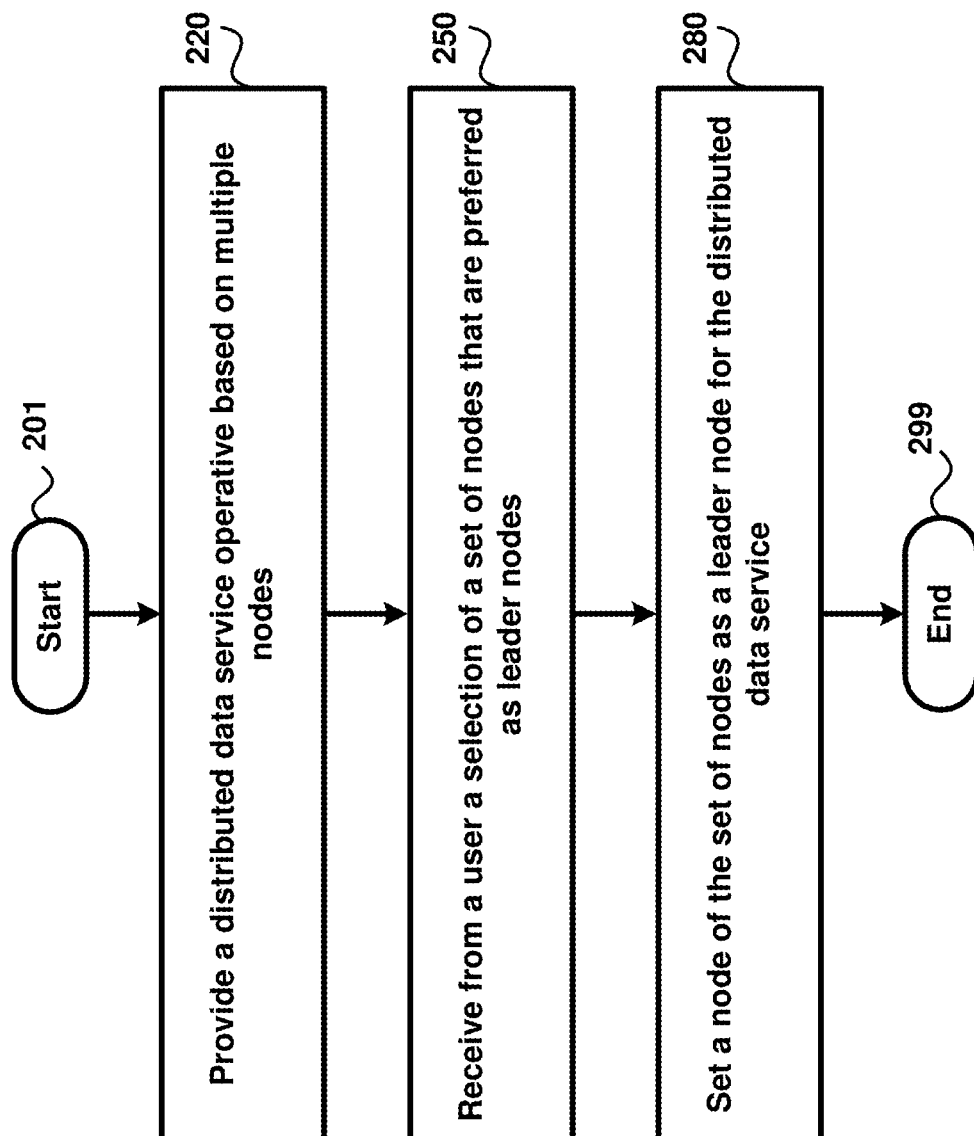 201
Start
220
Provide a distributed data service operative based on multiple
nodes
250
Receive from a user a selection of a set of nodes that are preferred
as leader nodes
280
Set a node of the set of nodes as a leader node for the distributed
data service
299
End